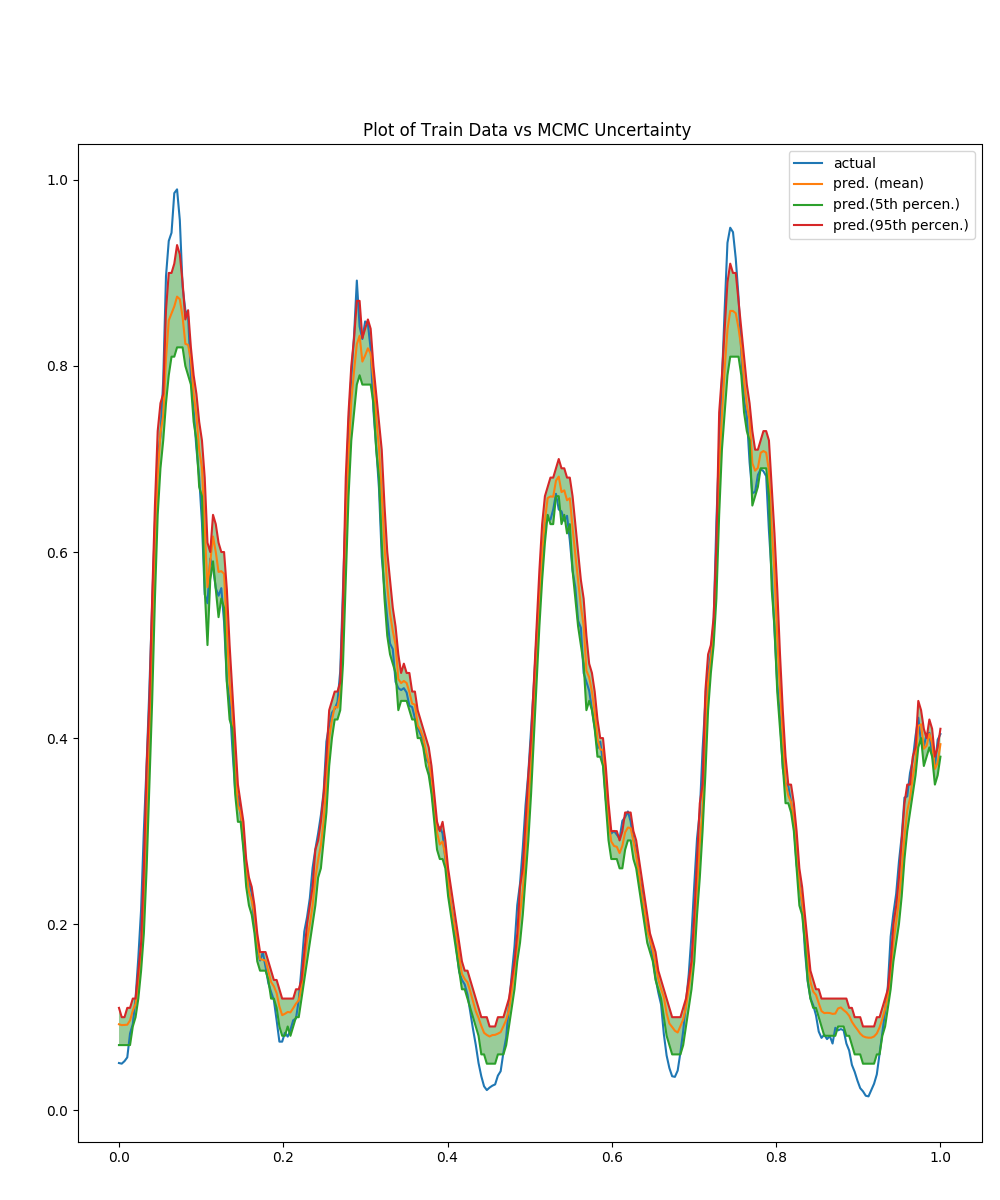 Plot of Train Data vs MCMC Uncertainty
actual
pred. (mean)
pred.(5th percen.)
pred.(95th percen.)
1.0
0.8
0.6
0.4
0.2
0.0
0.0 0.2 0.4 0.6 0.8 1.0